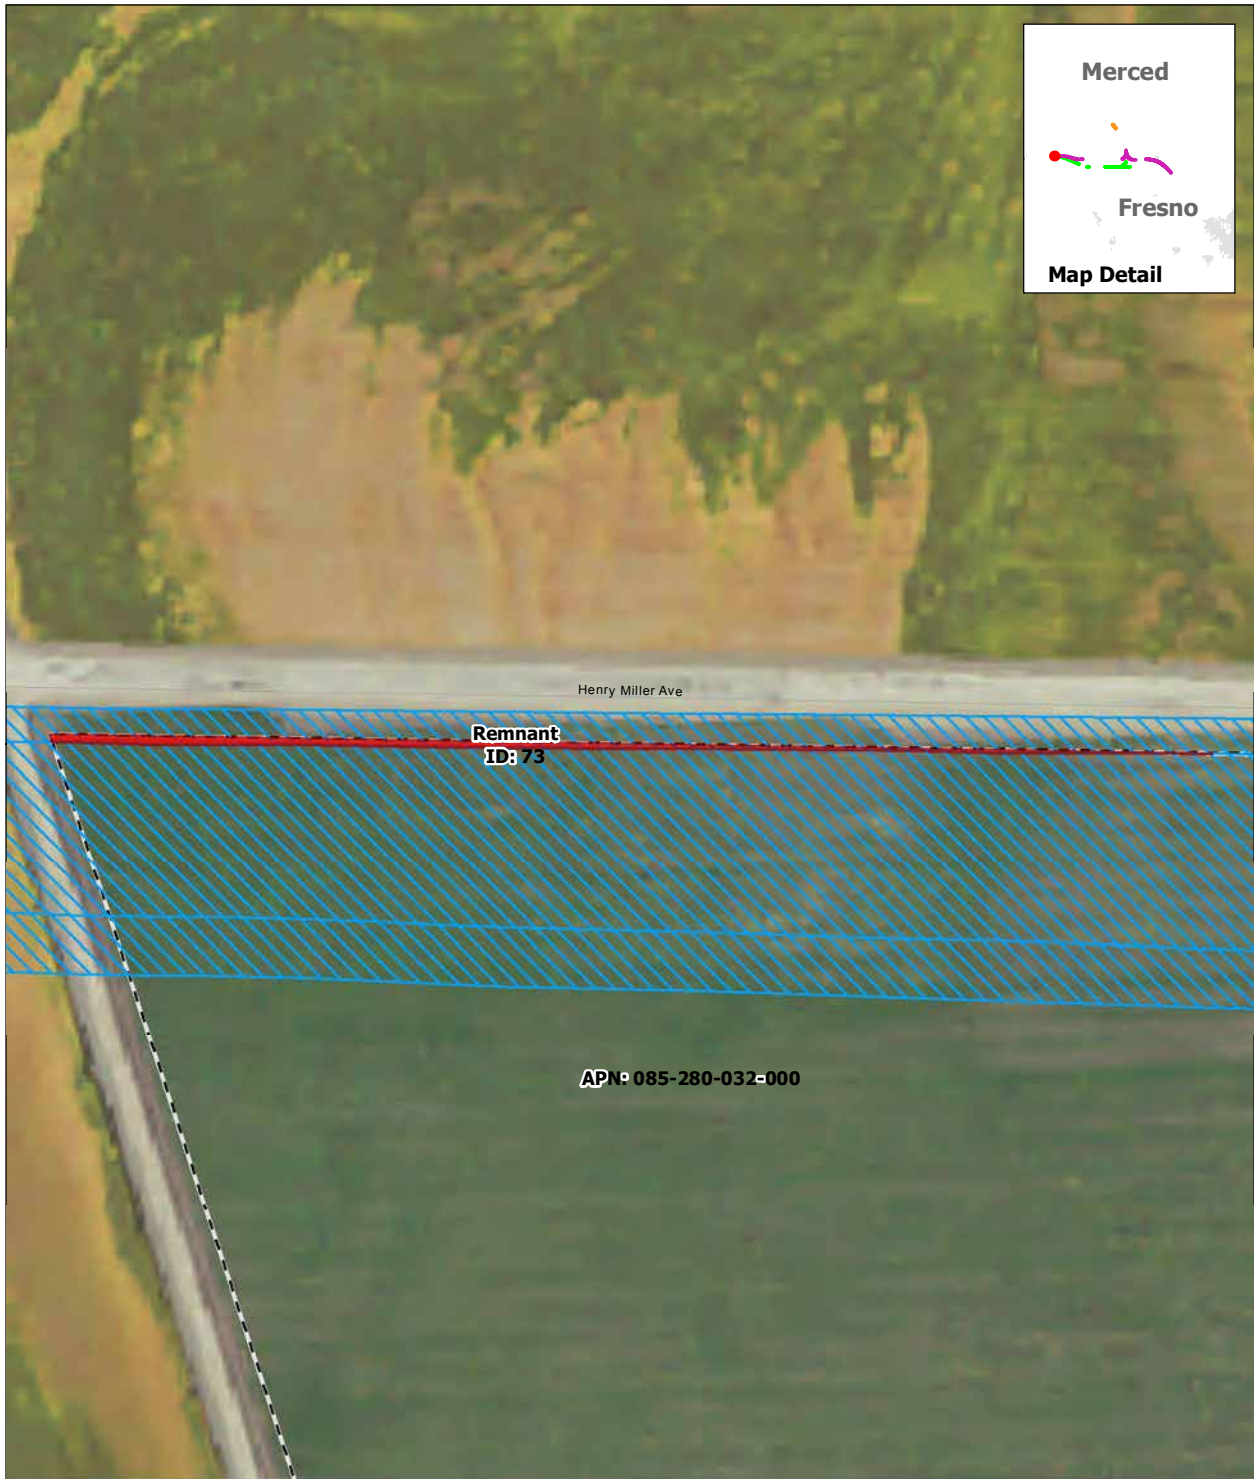 Merced
Fresno
Map Detail
Henry Miller Ave
Remnant
ID: 73
APN: 085-280-032-000